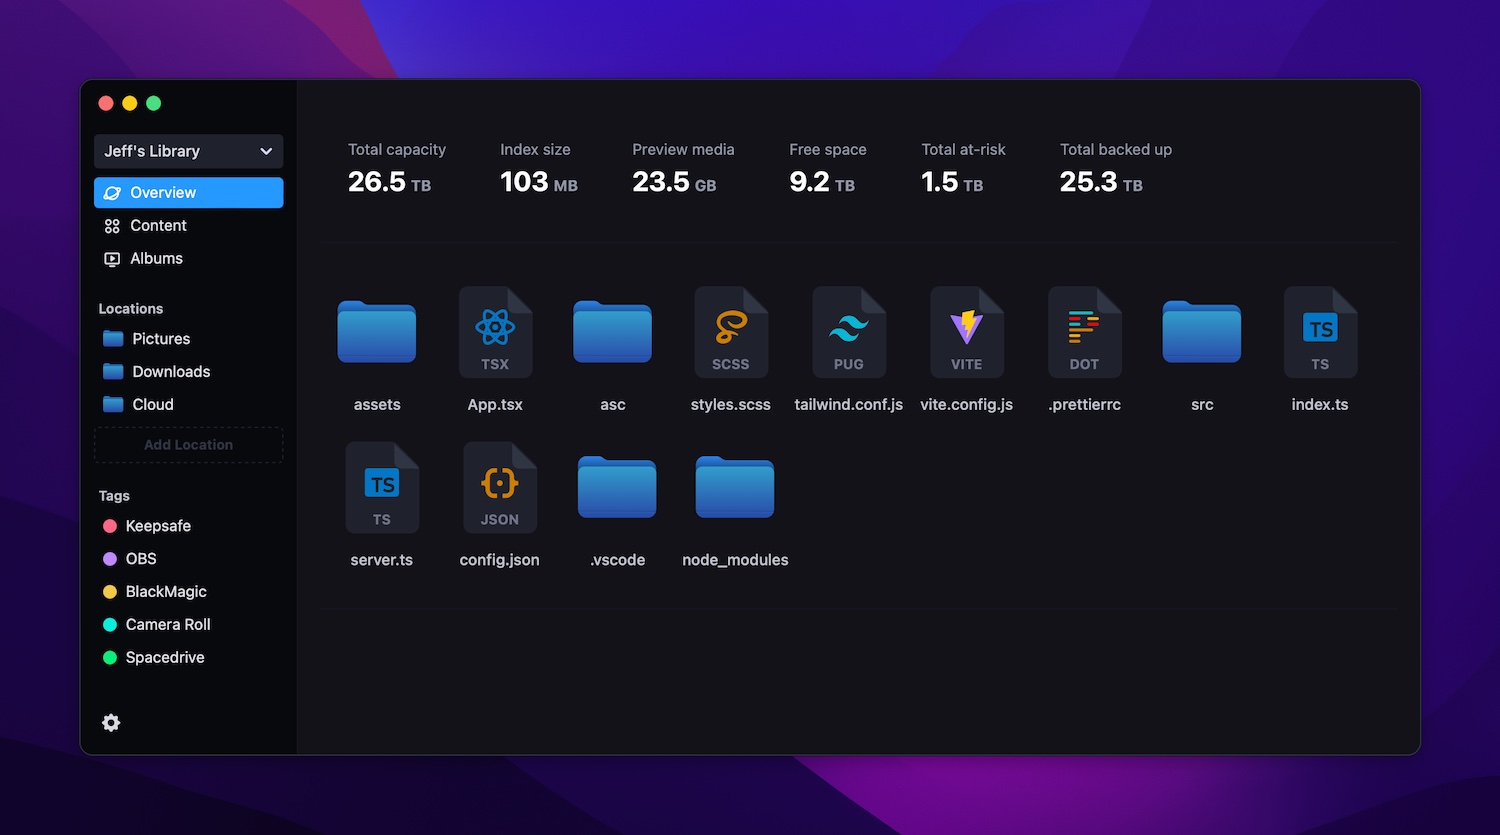 Jeff's Library
Overview
Content
Albums
Locations
Pictures
Downloads
Cloud
Add Location
Tags
Keepsafe
OBS
BlackMagic
Camera Roll
Spacedrive
Total capacity
26.5 TB
Index size
103 MB
Preview media
23.5 GB
Free space
9.2 TB
Total at-risk
1.5 TB
Total backed up
25.3 TB
assets
TSX
App.tsx
asc
SCSS
styles.scss
PUG
tailwind.conf.js
VITE
vite.config.js
DOT
.prettierrc
src
TS
TS
index.ts
TS
TS
server.ts
JSON
config.json
.vscode
node_modules